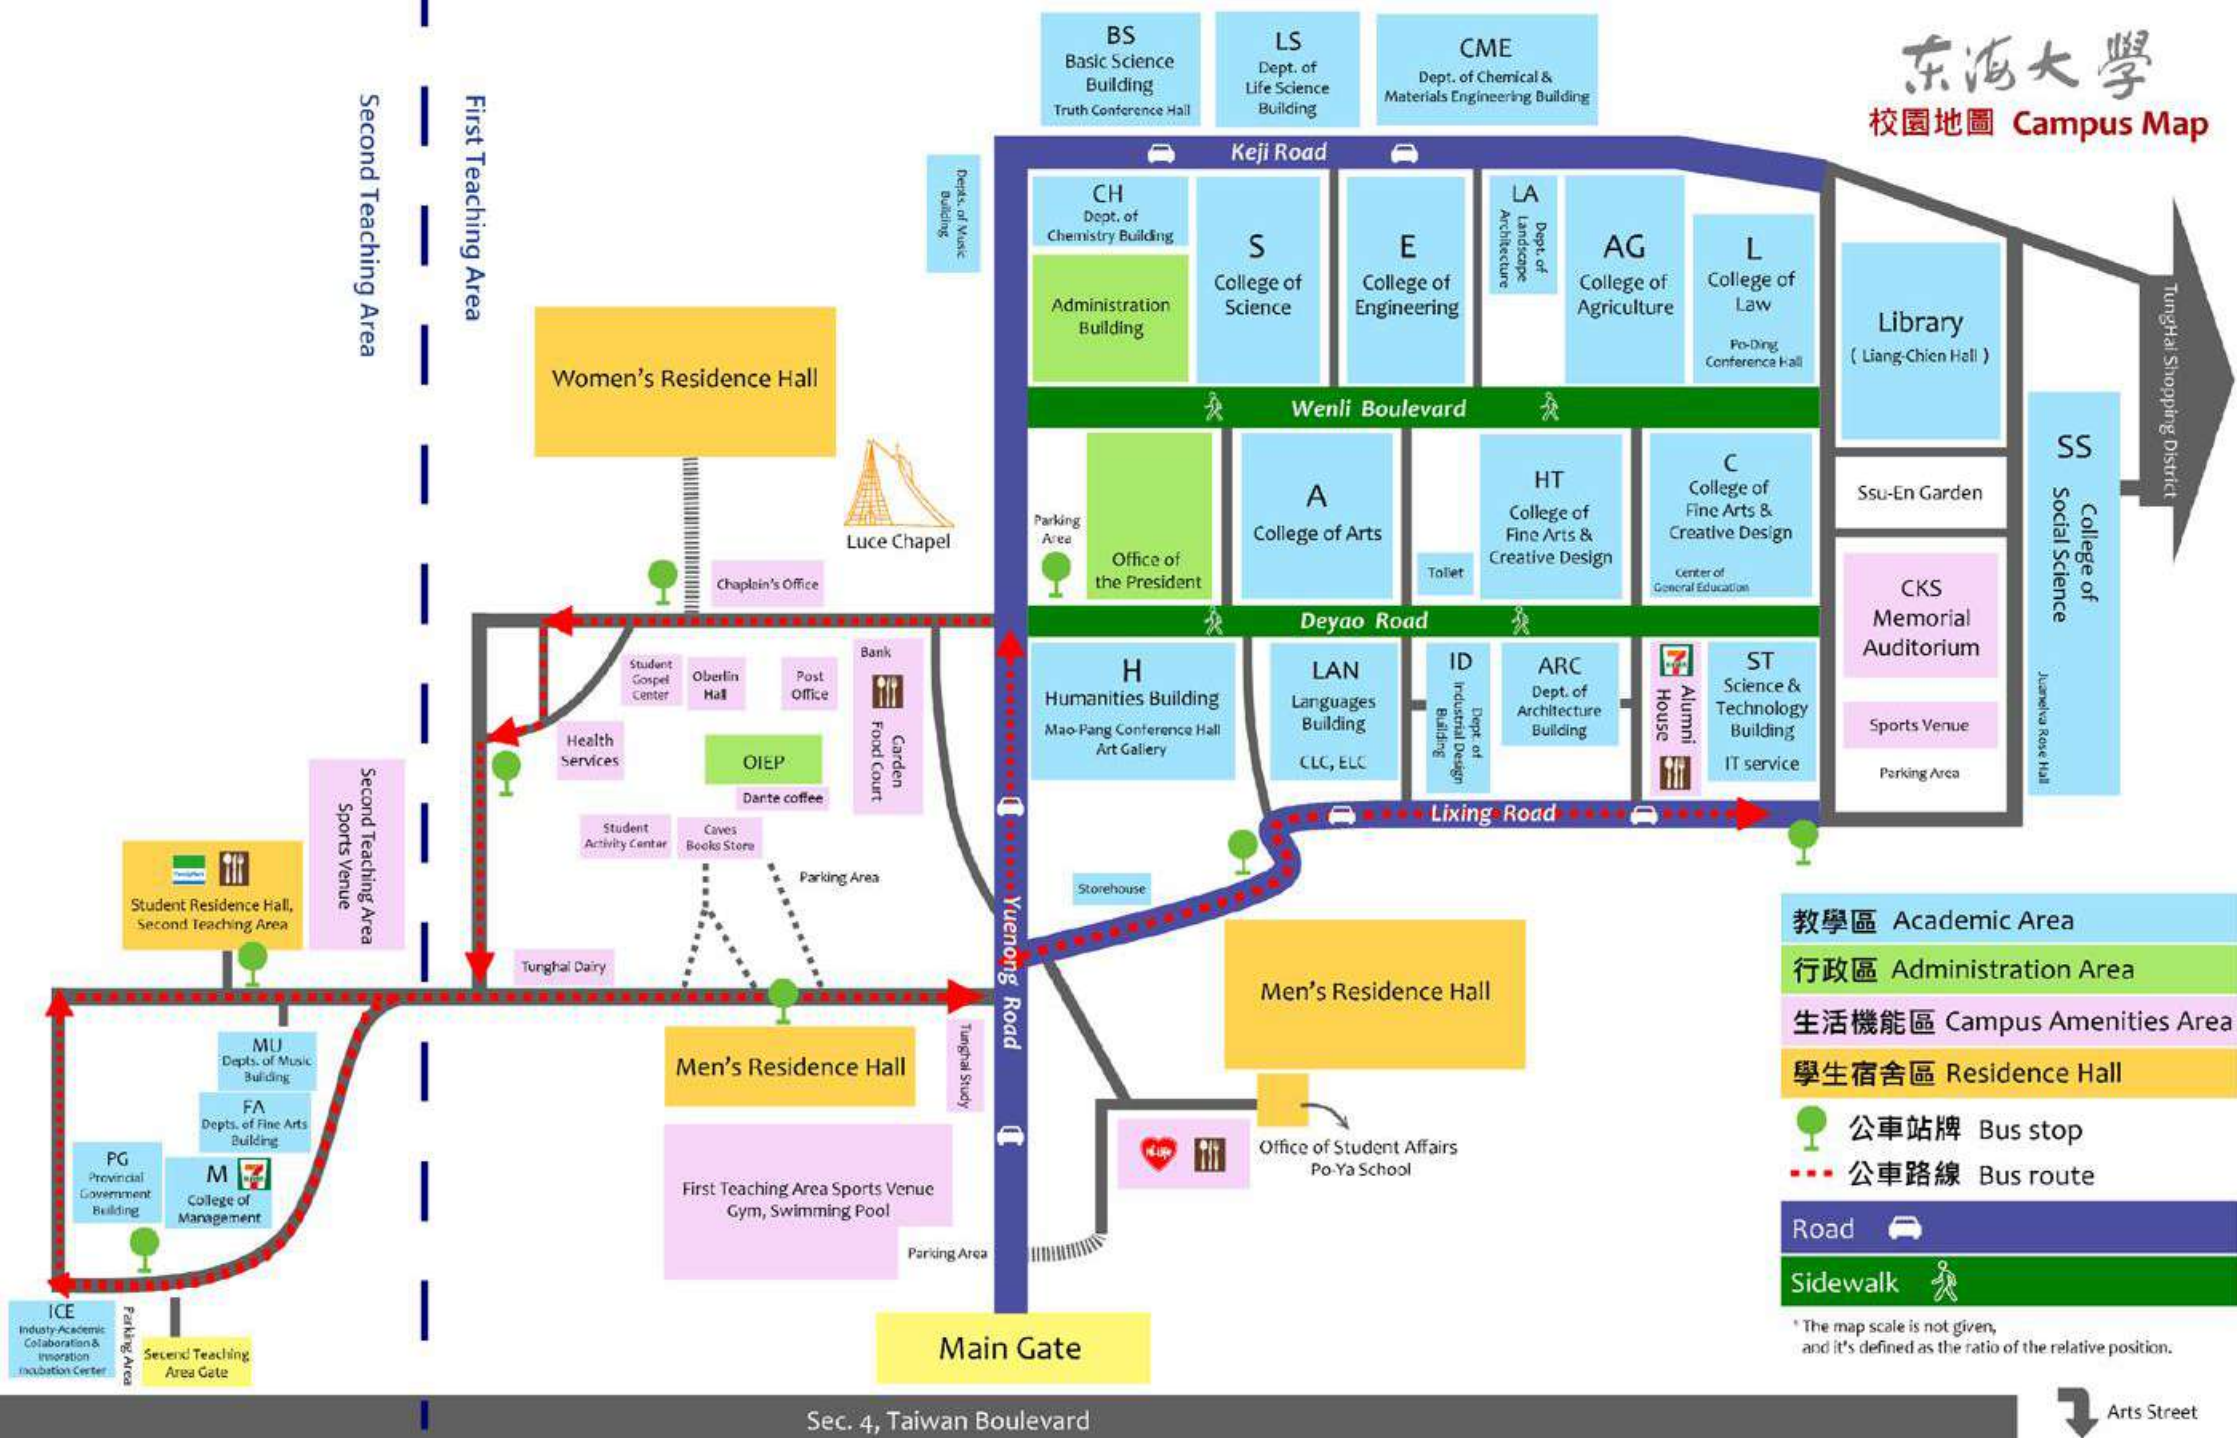 东海大學
校園地圖 Campus Map
Second Teaching Area
First Teaching Area
BS
Basic Science
Building
Truth Conference Hall
LS
Dept. of
Life Science
Building
CME
Dept. of Chemical &
Materials Engineering Building
Keji Road
Depts. of Music
Building
CH
Dept. of
Chemistry Building
Administration
Building
S
College of
Science
E
College of
Engineering
LA
Dept. of
Landscape
Architecture
AG
College of
Agriculture
L
College of
Law
Po-Ding
Conference Hall
Library
( Liang-Chien Hall )
TungHai Shopping District
Women's Residence Hall
Luce Chapel
Wenli Boulevard
Parking
Area
Office of
the President
A
College of Arts
Toilet
HT
College of
Fine Arts &
Creative Design
C
College of
Fine Arts &
Creative Design
Center of
General Education
Ssu-En Garden
CKS
Memorial
Auditorium
Sports Venue
Parking Area
SS
College of
Social Science
Juanelva Rose Hall
Chaplain's Office
Deyao Road
Student
Gospel
Center
Oberlin
Hall
Post
Office
Bank
Garden
Food Court
Health
Services
OIEP
Dante coffee
Student
Activity Center
Caves
Books Store
Parking Area
H
Humanities Building
Mao-Pang Conference Hall
Art Gallery
LAN
Languages
Building
CLC, ELC
ID
Dept. of
Industrial Design
Building
ARC
Dept. of
Architecture
Building
7
Alumni
House
ST
Science &
Technology
Building
IT service
Lixing Road
Second Teaching Area
Sports Venue
Student Residence Hall,
Second Teaching Area
Storehouse
Yuenong Road
Tunghai Dairy
Men's Residence Hall
Men's Residence Hall
Tunghai Study
MU
Depts. of Music
Building
FA
Depts. of Fine Arts
Building
PG
Provincial
Government
Building
M
7
College of
Management
First Teaching Area Sports Venue
Gym, Swimming Pool
Parking Area
Hi-Life
Office of Student Affairs
Po-Ya School
ICE
Industy-Academic
Collaboration &
Innoration
Incubation Center
Parking Area
Secend Teaching
Area Gate
Main Gate
教學區 Academic Area
行政區 Administration Area
生活機能區 Campus Amenities Area
學生宿舍區 Residence Hall
公車站牌 Bus stop
公車路線 Bus route
Road
Sidewalk
* The map scale is not given,
and it's defined as the ratio of the relative position.
Sec. 4, Taiwan Boulevard
Arts Street